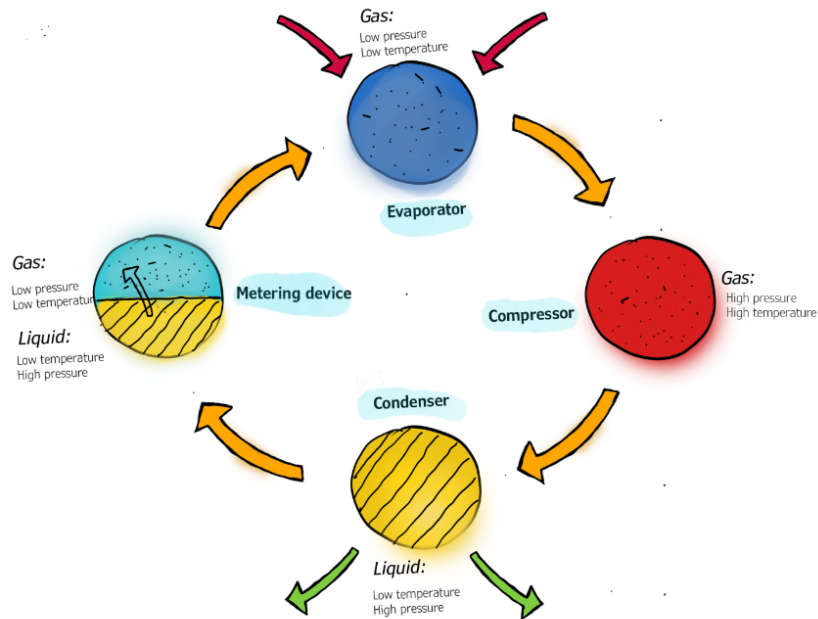 Gas:
Low pressure
Low temperature
Evaporator
Gas:
Low pressure
Low temperatur
Metering device
Liquid:
Low temperature
High pressure
Compressor
Gas:
High pressure
High temperature
Condenser
Liquid:
Low temperature
High pressure